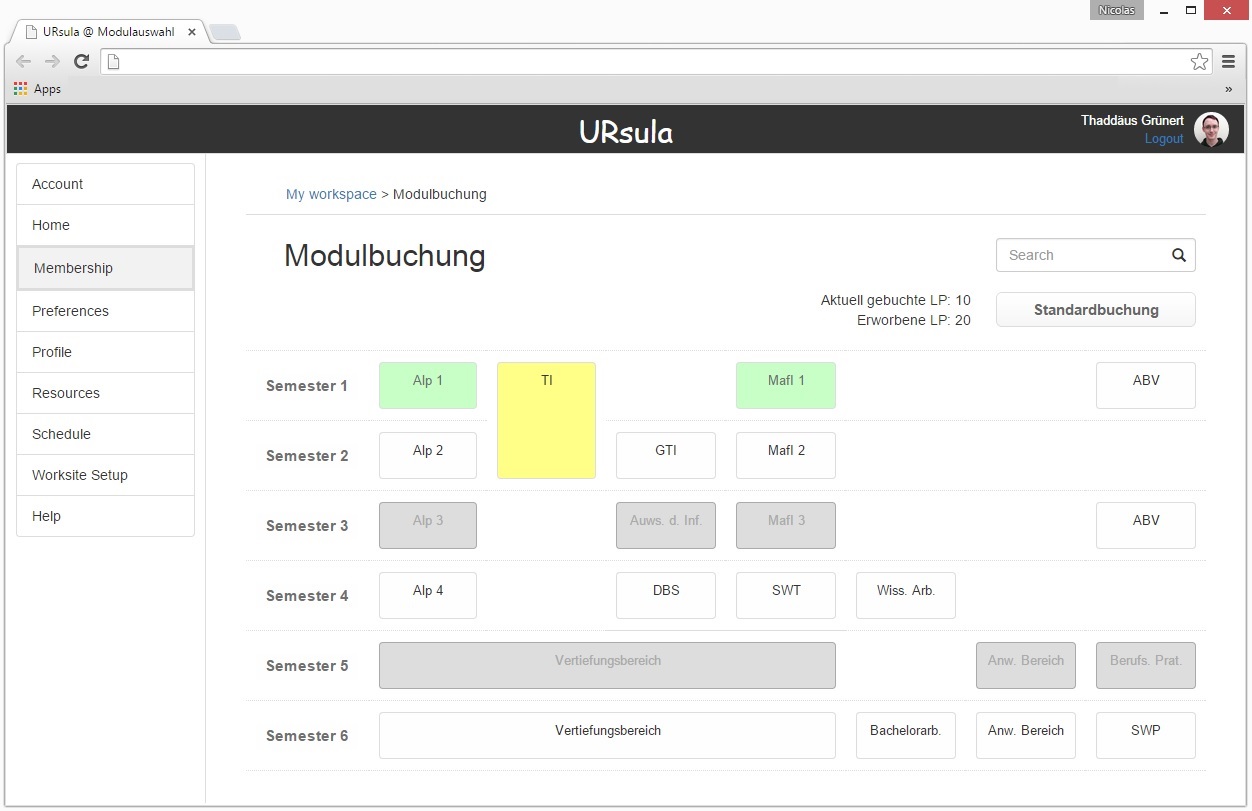 Nicolas
URsula @ Modulauswahl
Apps
»
URsula
Thaddäus Grünert
Logout
Account
Home
Membership
Preferences
Profile
Resources
Schedule
Worksite Setup
Help
My workspace > Modulbuchung
Modulbuchung
Search
Aktuell gebuchte LP: 10
Erworbene LP: 20
Standardbuchung
Semester 1 Alp 1 TI Mafl 1 ABV
Semester 2 Alp 2 GTI Mafl 2
Semester 3 Alp 3 Auws. d. Inf. Mafl 3 ABV
Semester 4 Alp 4 DBS SWT Wiss. Arb.
Semester 5 Vertiefungsbereich Anw. Bereich Berufs. Prat.
Semester 6 Vertiefungsbereich Bachelorarb. Anw. Bereich SWP